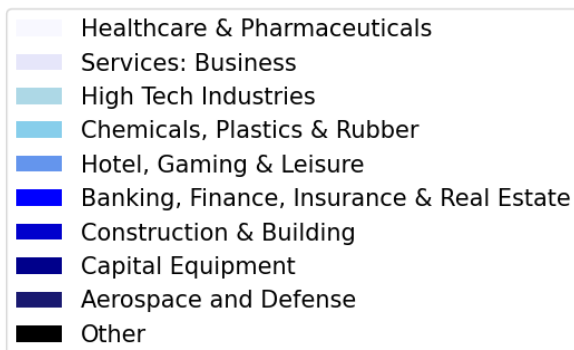 Healthcare & Pharmaceuticals
Services: Business
High Tech Industries
Chemicals, Plastics & Rubber
Hotel, Gaming & Leisure
Banking, Finance, Insurance & Real Estate
Construction & Building
Capital Equipment
Aerospace and Defense
Other